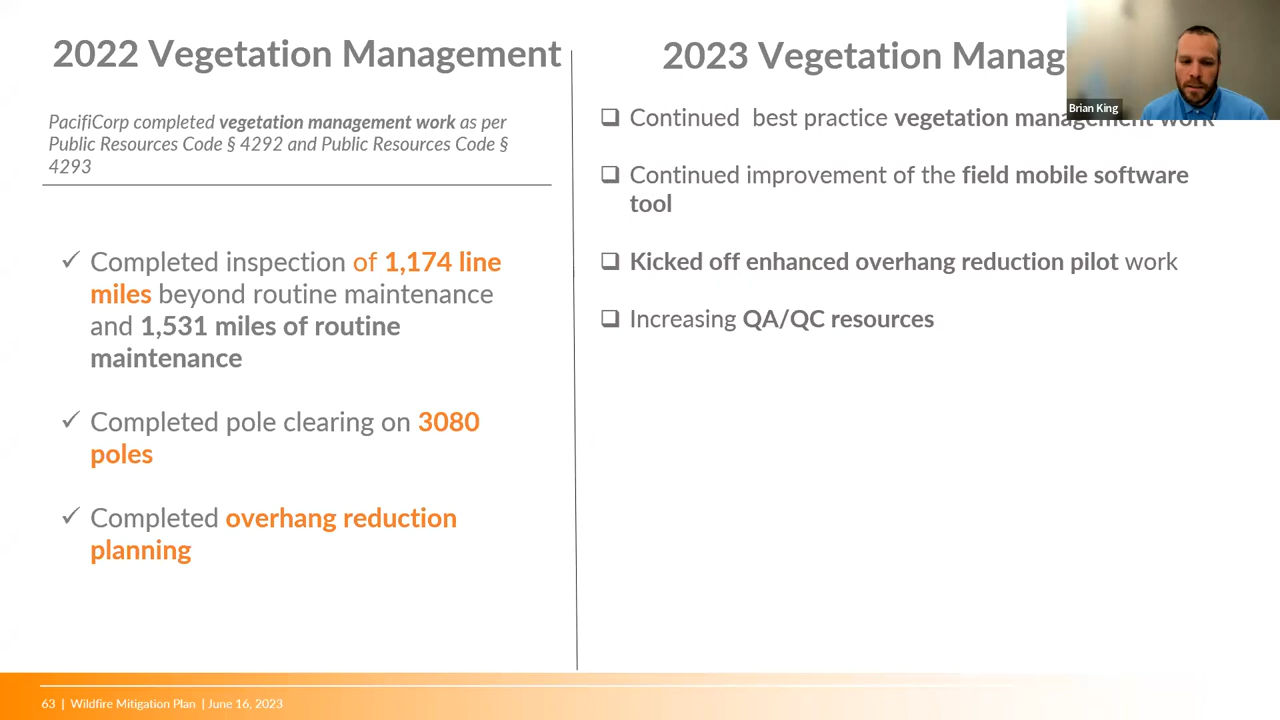 2022 Vegetation Management
PacifiCorp completed vegetation management work as per
Public Resources Code § 4292 and Public Resources Code §
4293
✓ Completed inspection of 1,174 line
miles beyond routine maintenance
and 1,531 miles of routine
maintenance
✓ Completed pole clearing on 3080
poles
✓ Completed overhang reduction
planning
2023 Vegetation Manag
Brian King
❑ Continued best practice vegetation management work
❑ Continued improvement of the field mobile software
tool
❑ Kicked off enhanced overhang reduction pilot work
❑ Increasing QA/QC resources
63 | Wildfire Mitigation Plan | June 16, 2023